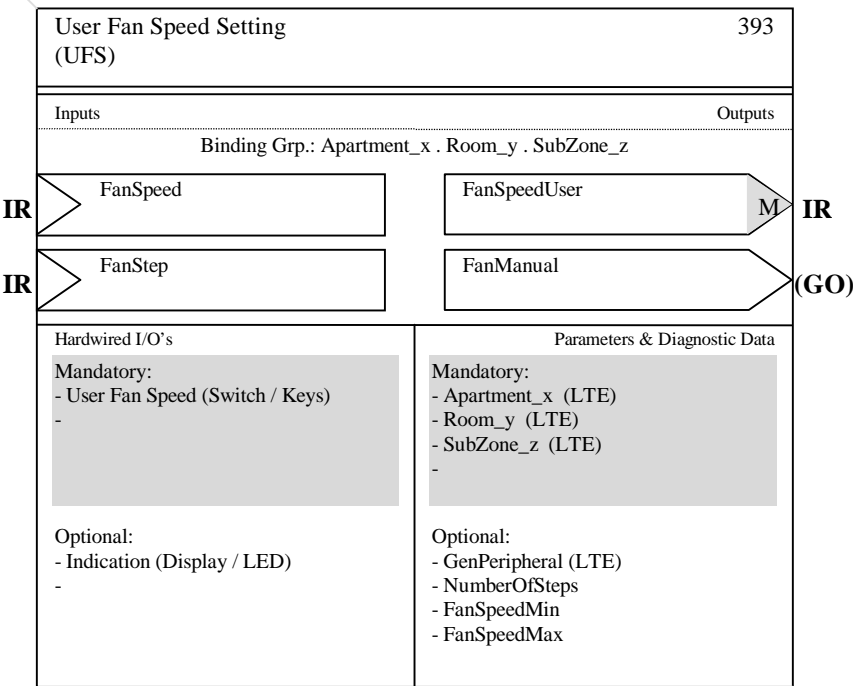 User Fan Speed Setting 393
(UFS)
Inputs Outputs
Binding Grp.: Apartment_x . Room_y . SubZone_z
IR FanSpeed FanSpeedUser M IR
IR FanStep FanManual (GO)
Hardwired I/O's Parameters & Diagnostic Data
Mandatory:
- User Fan Speed (Switch / Keys)
-
Mandatory:
- Apartment_x (LTE)
- Room_y (LTE)
- SubZone_z (LTE)
-
Optional:
- Indication (Display / LED)
-
Optional:
- GenPeripheral (LTE)
- NumberOfSteps
- FanSpeedMin
- FanSpeedMax